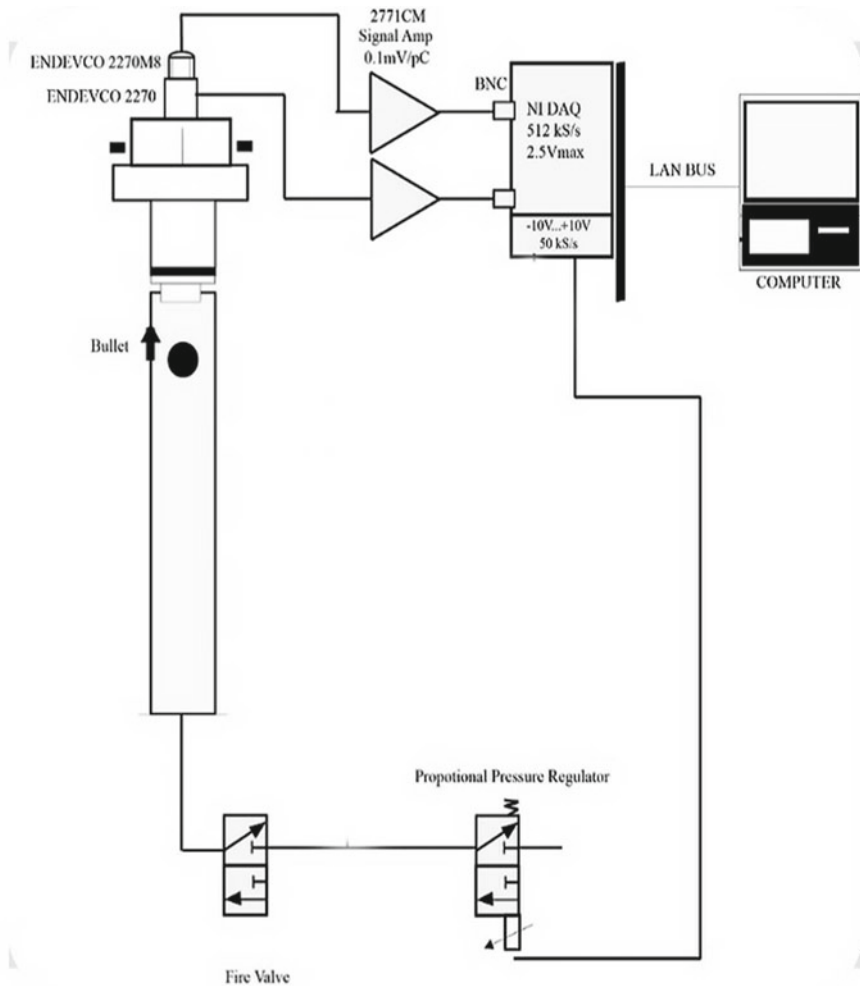 2771CM
Signal Amp
0.1mV/pC
ENDEVCO 2270M8
ENDEVCO 2270
BNC
NI DAQ
512 kS/s
2.5Vmax
LAN BUS
-10V...+10V
50 kS/s
COMPUTER
Bullet
Propotional Pressure Regulator
Fire Valve